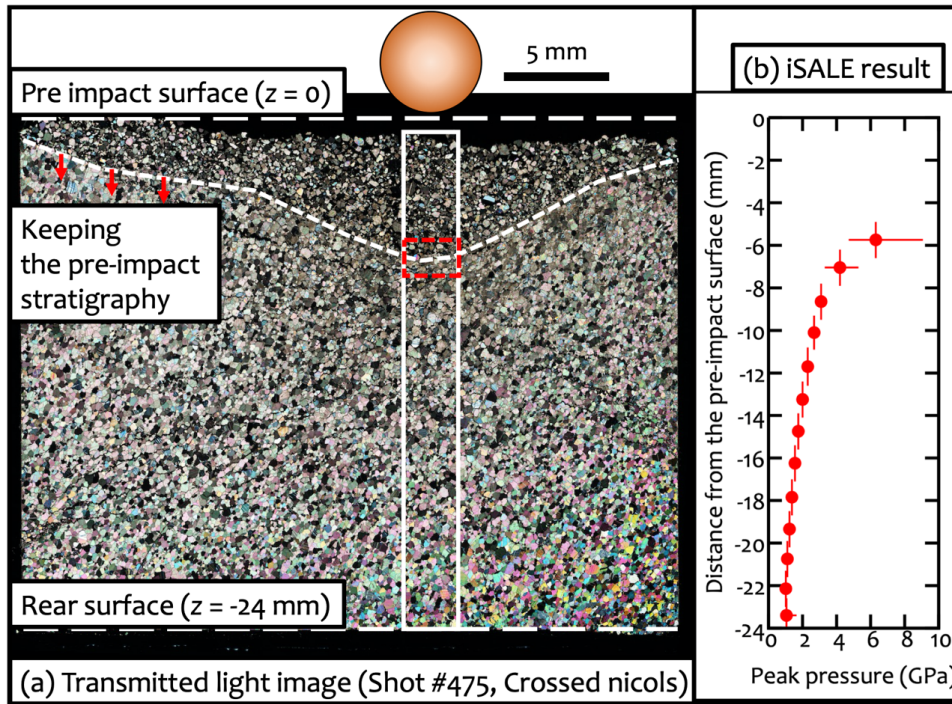 5 mm
Pre impact surface (z = 0)
Keeping
the pre-impact
stratigraphy
Rear surface (z = -24 mm)
(a) Transmitted light image (Shot #475, Crossed nicols)
(b) iSALE result
0
-2
-4
-6
-8
-10
-12
-14
-16
-18
-20
-22
-24
Distance from the pre-impact surface (mm)
0 2 4 6 8 10
Peak pressure (GPa)